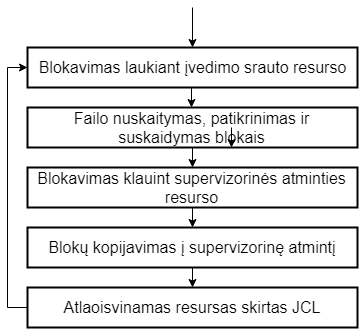 Blokavimas laukiant įvedimo srauto resurso
Failo nuskaitymas, patikrinimas ir
suskaidymas blokais
Blokavimas klauint supervizorinės atminties
resurso
Blokų kopijavimas į supervizorinę atmintį
Atlaoisvinamas resursas skirtas JCL